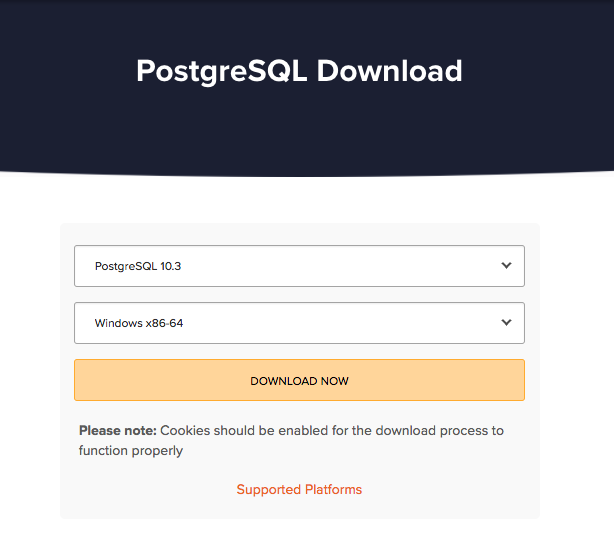 PostgreSQL Download
PostgreSQL 10.3
Windows x86-64
DOWNLOAD NOW
Please note: Cookies should be enabled for the download process to
function properly
Supported Platforms